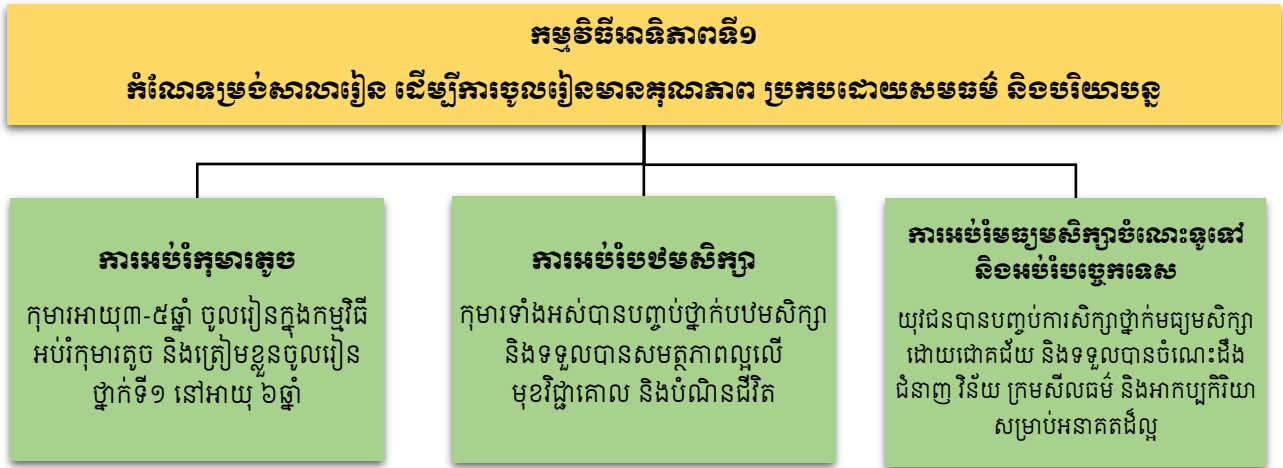 កម្មវិធីអាទិភាពទី១
កំណែទម្រង់សាលារៀន ដើម្បីការចូលរៀនមានគុណភាព ប្រកបដោយសមធម៌ និងបរិយាបន្ន
ការអប់រំកុមារតូច
កុមារអាយុ៣-៥ឆ្នាំ ចូលរៀនក្នុងកម្មវិធី
អប់រំកុមារតូច និងត្រៀមខ្លួនចូលរៀន
ថ្នាក់ទី១ នៅអាយុ ៦ឆ្នាំ
ការអប់រំបឋមសិក្សា
កុមារទាំងអស់បានបញ្ចប់ថ្នាក់បឋមសិក្សា
និងទទួលបានសមត្ថភាពល្អលើ
មុខវិជ្ជាគោល និងបំណិនជីវិត
ការអប់រំមធ្យមសិក្សាចំណេះទូទៅ
និងអប់រំបច្ចេកទេស
យុវជនបានបញ្ចប់ការសិក្សាថ្នាក់មធ្យមសិក្សា
ដោយជោគជ័យ និងទទួលបានចំណេះដឹង
ជំនាញ វិន័យ ក្រមសីលធម៌ និងអាកប្បកិរិយា
សម្រាប់អនាគតដ៏ល្អ